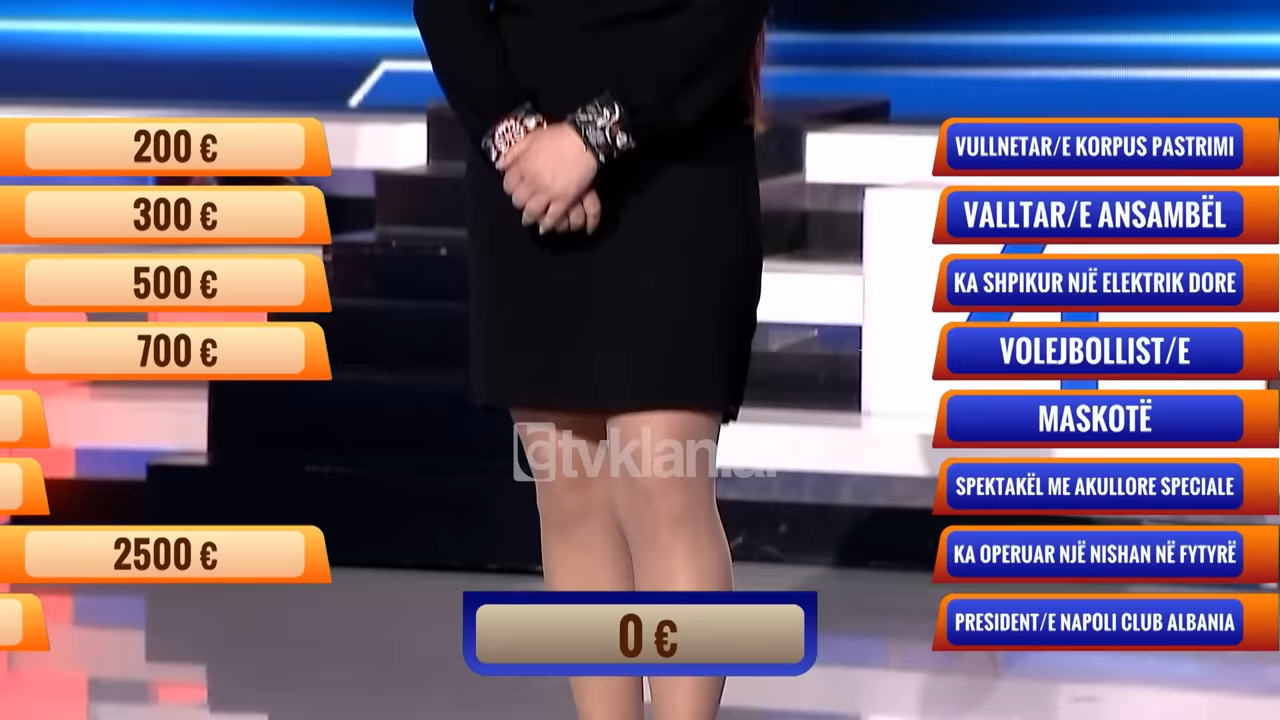 200 €
300 €
500 €
700 €
2500 €
VULLNETAR/E KORPUS PASTRIMI
VALLTAR/E ANSAMBËL
KA SHPIKUR NJË ELEKTRIK DORE
VOLEJBOLLIST/E
MASKOTË
SPEKTAKËL ME AKULLORE SPECIALE
KA OPERUAR NJË NISHAN NË FYTYRË
PRESIDENT/E NAPOLI CLUB ALBANIA
tvklan.al
0 €